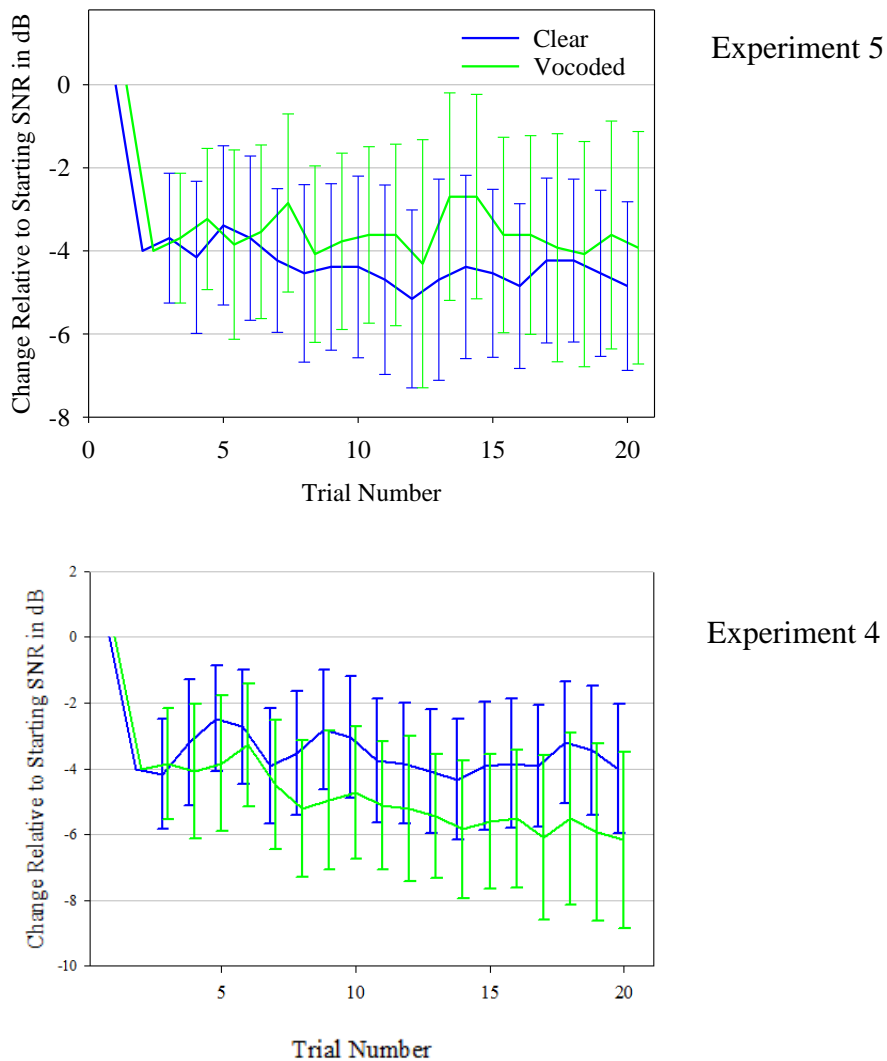 Experiment 5
Clear
Vocoded
Change Relative to Starting SNR in dB
0
-2
-4
-6
-8
0 5 10 15 20
Trial Number
Experiment 4
Change Relative to Starting SNR in dB
2
0
-2
-4
-6
-8
-10
5 10 15 20
Trial Number